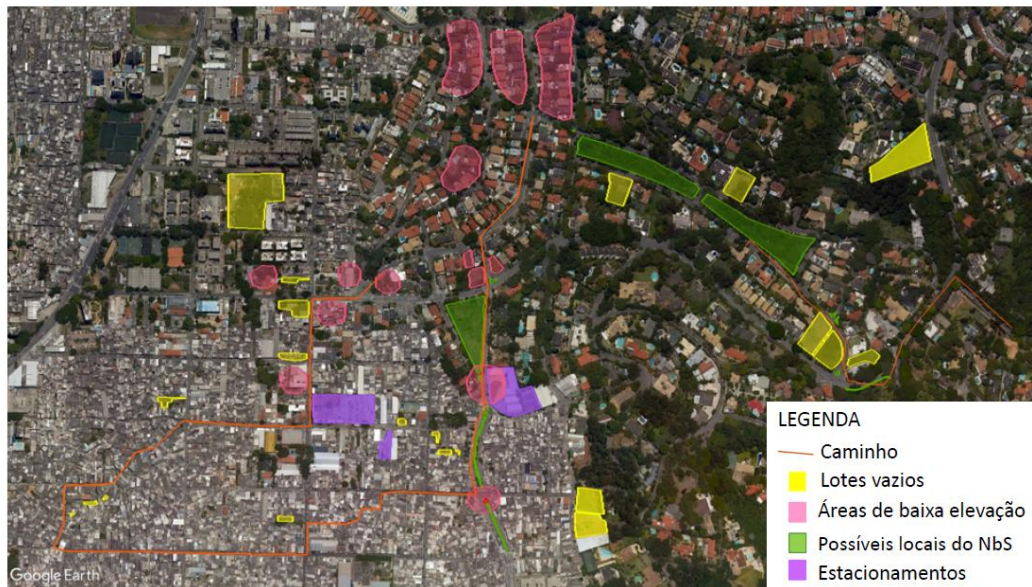 LEGENDA
Caminho
Lotes vazios
Áreas de baixa elevação
Possíveis locais do NbS
Estacionamentos
Google Earth